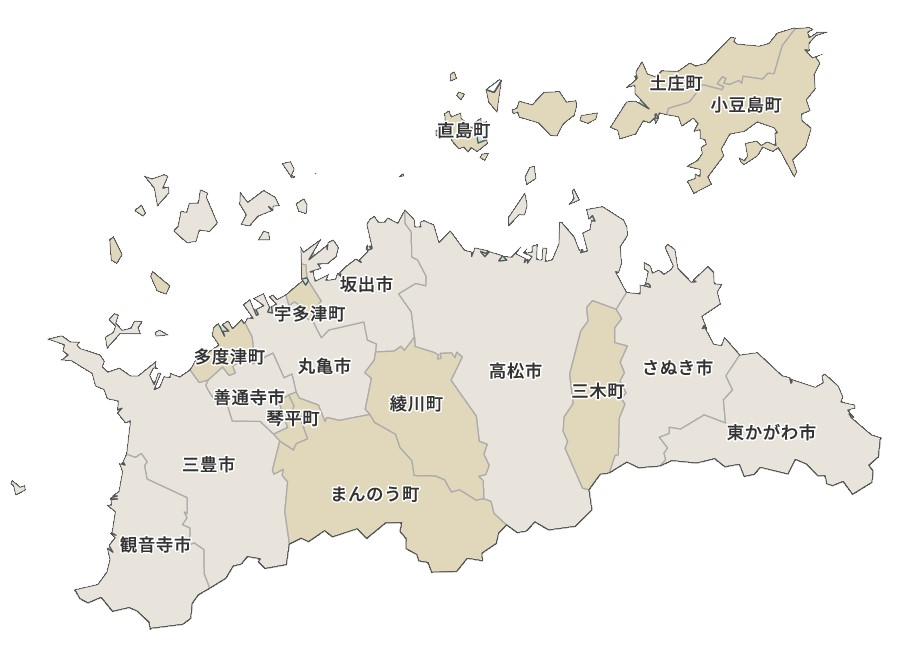 土庄町
小豆島町
直島町
坂出市
宇多津町
多度津町
丸亀市
高松市
さぬき市
三木町
善通寺市
綾川町
琴平町
東かがわ市
三豊市
まんのう町
観音寺市